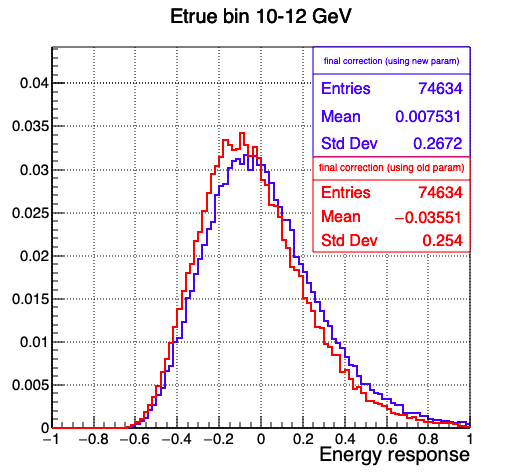 Etrue bin 10-12 GeV
final correction (using new param)
Entries 74634
Mean 0.007531
Std Dev 0.2672
final correction (using old param)
Entries 74634
Mean −0.03551
Std Dev 0.254
0.04
0.035
0.03
0.025
0.02
0.015
0.01
0.005
0
−1 −0.8 −0.6 −0.4 −0.2 0 0.2 0.4 0.6 0.8 1
Energy response